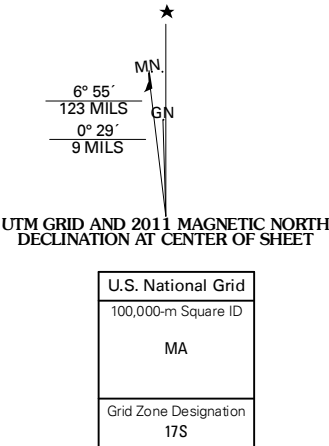 ★
MN
6° 55´
123 MILS
GN
0° 29´
9 MILS
UTM GRID AND 2011 MAGNETIC NORTH
DECLINATION AT CENTER OF SHEET
U.S. National Grid
100,000-m Square ID
MA
Grid Zone Designation
17S